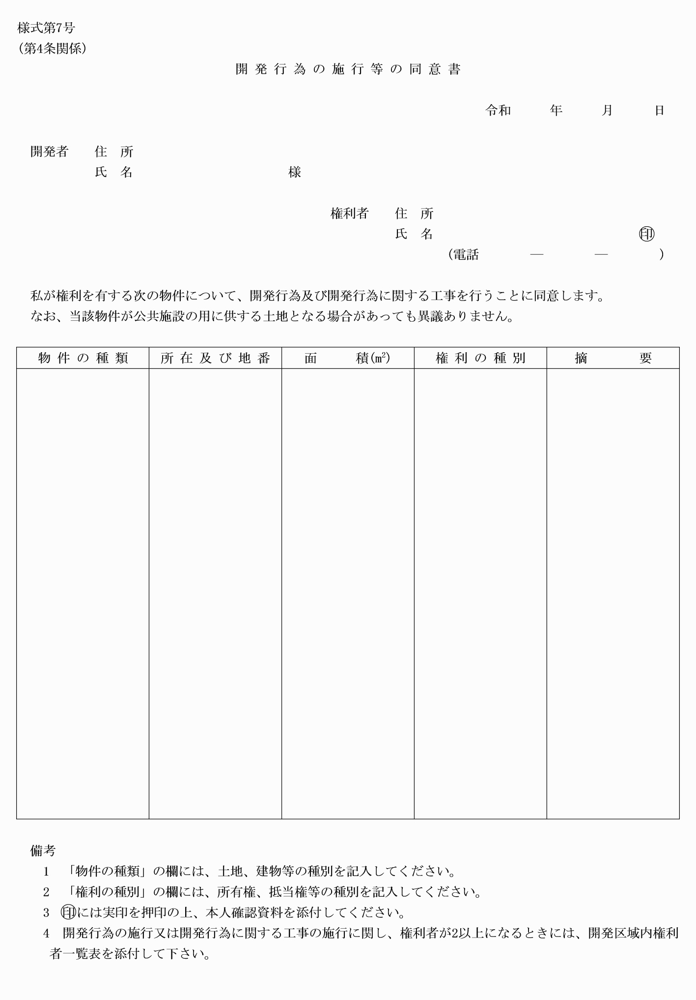 様式第7号
（第4条関係）
開発行為の施行等の同意書
令和　　　年　　　月　　　日
開発者　　住　所
氏　名　　　　　　　　　　　　様
権利者　　住　所
氏　名　　　　　　　　　　　　　　　　㊞
（電話　　　　―　　　　―　　　　）
私が権利を有する次の物件について、開発行為及び開発行為に関する工事を行うことに同意します。
なお、当該物件が公共施設の用に供する土地となる場合があっても異議ありません。
物件の種類　所在及び地番　面　　　積(m²)　権利の種別　摘　　　　要
備考
1　「物件の種類」の欄には、土地、建物等の種別を記入してください。
2　「権利の種別」の欄には、所有権、抵当権等の種別を記入してください。
3　㊞には実印を押印の上、本人確認資料を添付してください。
4　開発行為の施行又は開発行為に関する工事の施行に関し、権利者が2以上になるときには、開発区域内権利
者一覧表を添付して下さい。